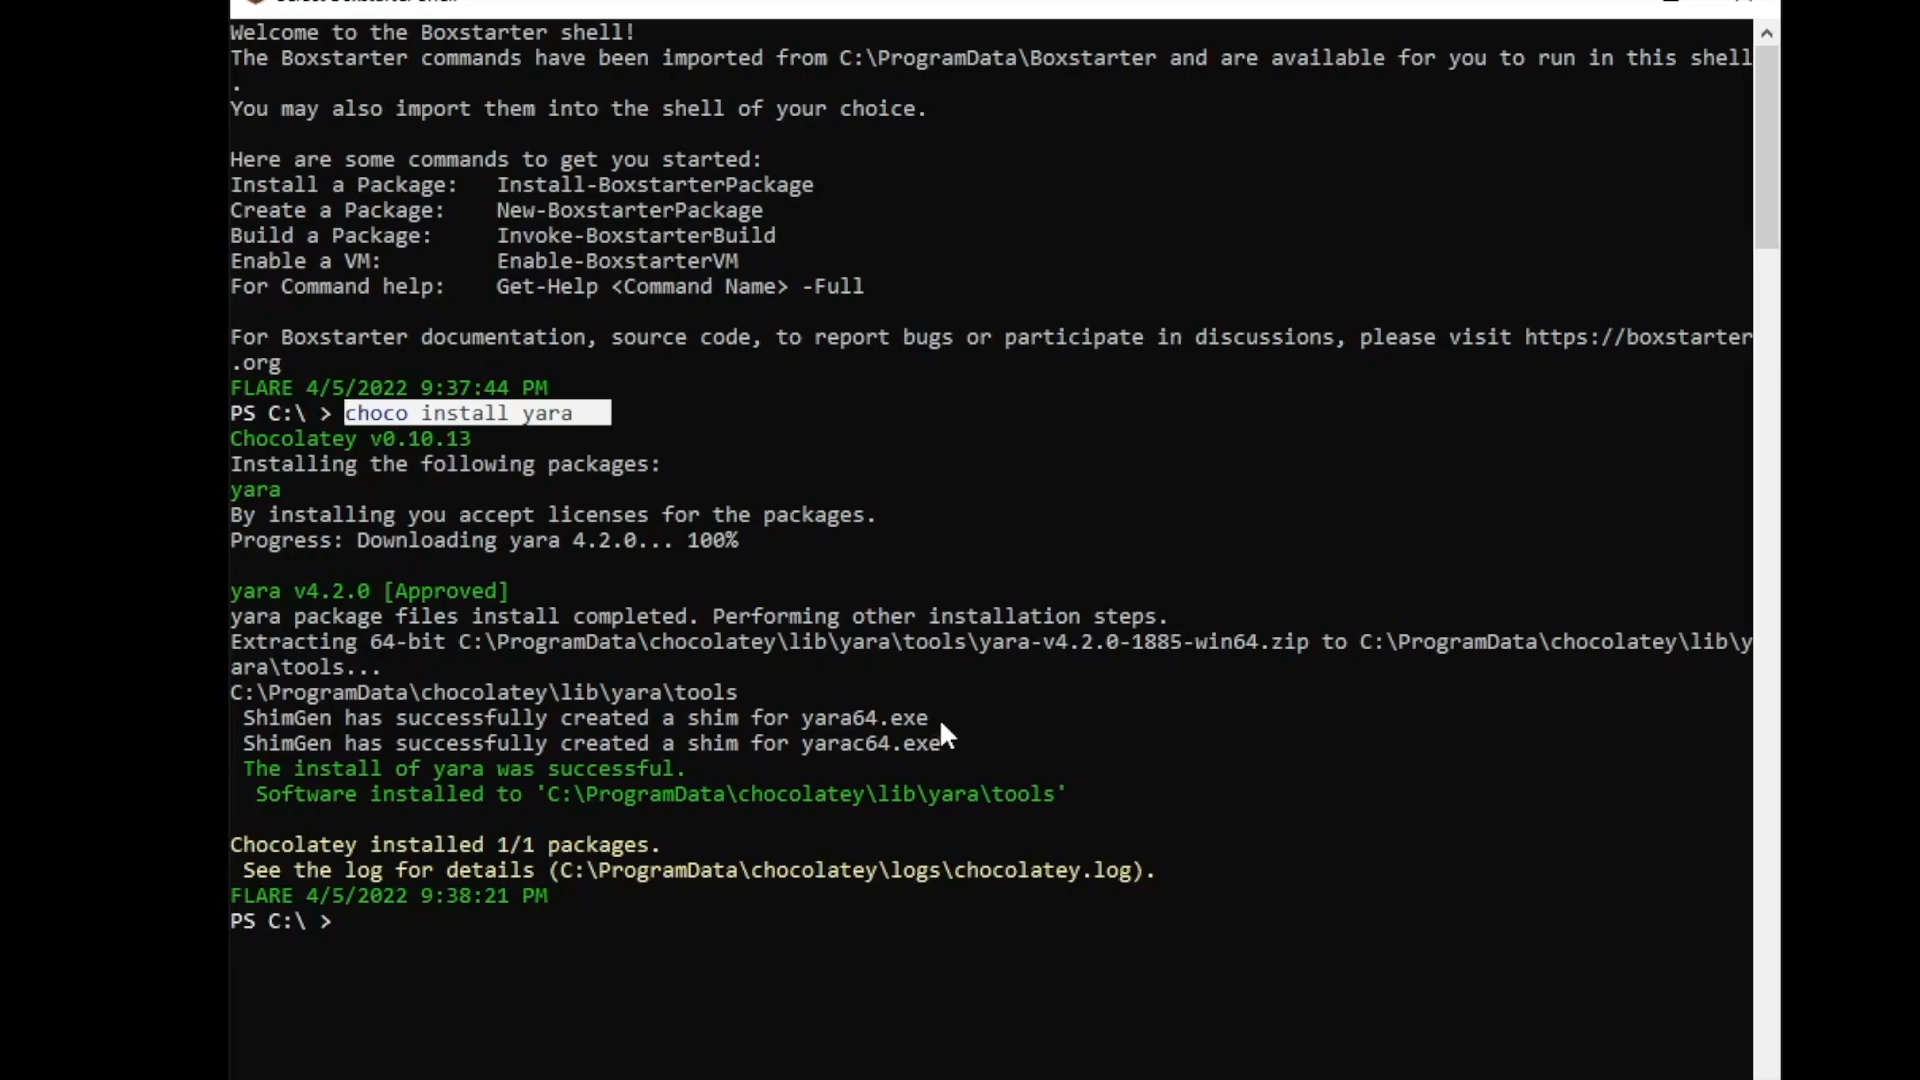 Welcome to the Boxstarter shell!
The Boxstarter commands have been imported from C:\ProgramData\Boxstarter and are available for you to run in this shell
.
You may also import them into the shell of your choice.
Here are some commands to get you started:
Install a Package:   Install-BoxstarterPackage
Create a Package:    New-BoxstarterPackage
Build a Package:     Invoke-BoxstarterBuild
Enable a VM:         Enable-BoxstarterVM
For Command help:    Get-Help <Command Name> -Full
For Boxstarter documentation, source code, to report bugs or participate in discussions, please visit https://boxstarter
.org
FLARE 4/5/2022 9:37:44 PM
PS C:\ > choco install yara
Chocolatey v0.10.13
Installing the following packages:
yara
By installing you accept licenses for the packages.
Progress: Downloading yara 4.2.0... 100%
yara v4.2.0 [Approved]
yara package files install completed. Performing other installation steps.
Extracting 64-bit C:\ProgramData\chocolatey\lib\yara\tools\yara-v4.2.0-1885-win64.zip to C:\ProgramData\chocolatey\lib\y
ara\tools...
C:\ProgramData\chocolatey\lib\yara\tools
 ShimGen has successfully created a shim for yara64.exe
 ShimGen has successfully created a shim for yarac64.exe
 The install of yara was successful.
  Software installed to 'C:\ProgramData\chocolatey\lib\yara\tools'
Chocolatey installed 1/1 packages.
 See the log for details (C:\ProgramData\chocolatey\logs\chocolatey.log).
FLARE 4/5/2022 9:38:21 PM
PS C:\ >